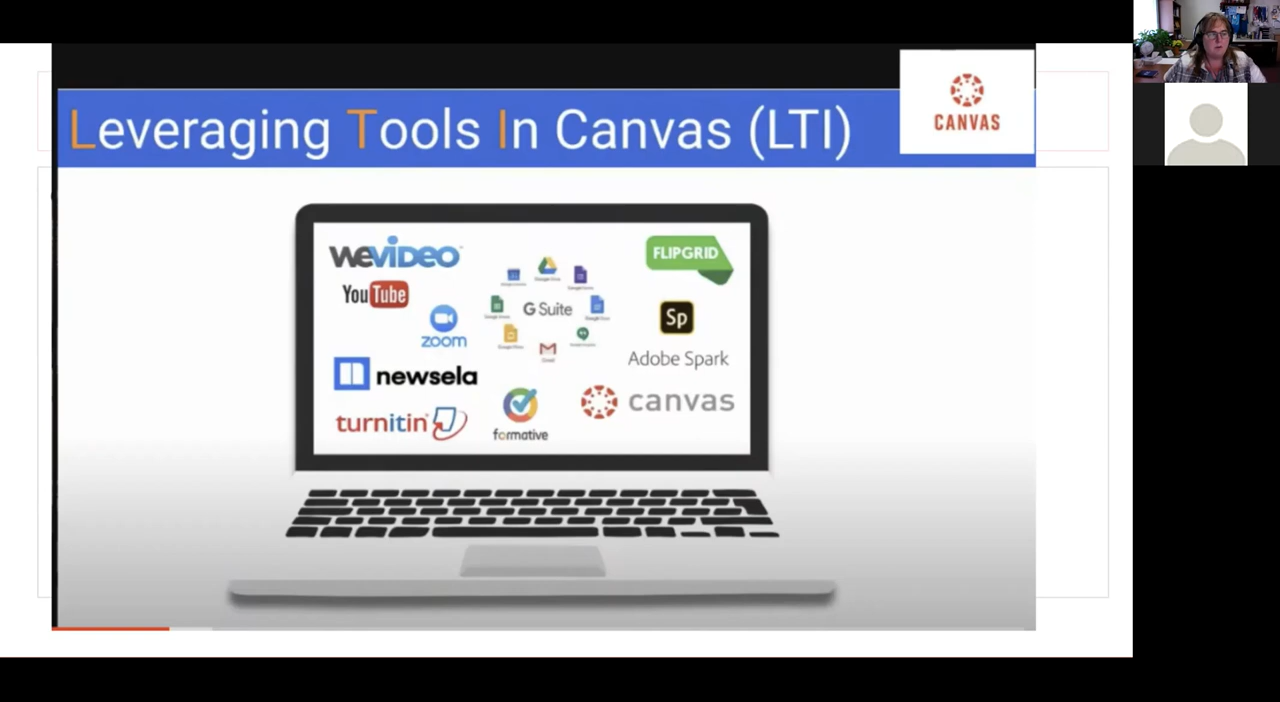 Leveraging Tools In Canvas (LTI)
CANVAS
wevideo
FLIPGRID
YouTube
zoom
G Suite
Sp
Adobe Spark
newsela
canvas
turnitin
formative